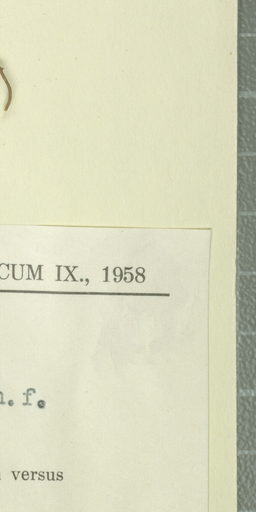 CUM IX., 1958
n. f.
versus